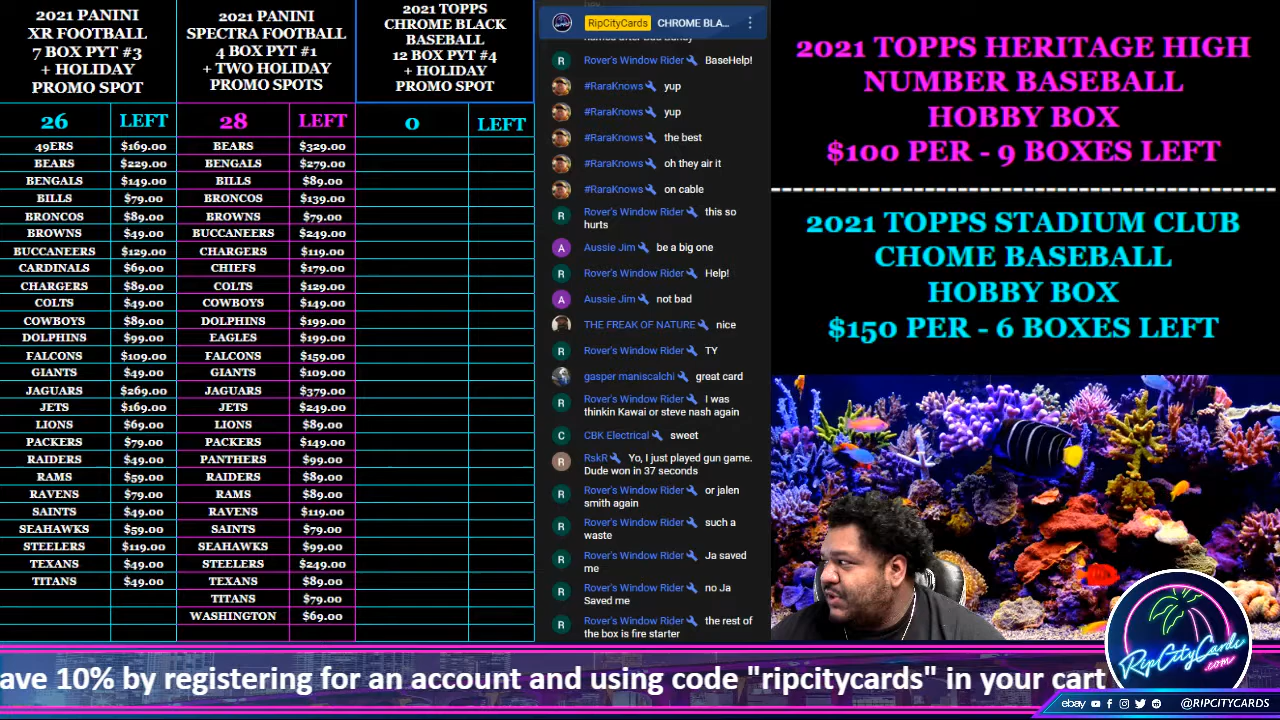 2021 PANINI
XR FOOTBALL
7 BOX PYT #3
+ HOLIDAY
PROMO SPOT
26 LEFT
49ERS $169.00
BEARS $229.00
BENGALS $149.00
BILLS $79.00
BRONCOS $89.00
BROWNS $49.00
BUCCANEERS $129.00
CARDINALS $69.00
CHARGERS $89.00
COLTS $49.00
COWBOYS $89.00
DOLPHINS $99.00
FALCONS $109.00
GIANTS $49.00
JAGUARS $269.00
JETS $169.00
LIONS $69.00
PACKERS $79.00
RAIDERS $49.00
RAMS $59.00
RAVENS $79.00
SAINTS $49.00
SEAHAWKS $59.00
STEELERS $119.00
TEXANS $49.00
TITANS $49.00
2021 PANINI
SPECTRA FOOTBALL
4 BOX PYT #1
+ TWO HOLIDAY
PROMO SPOTS
28 LEFT
BEARS $329.00
BENGALS $279.00
BILLS $89.00
BRONCOS $139.00
BROWNS $79.00
BUCCANEERS $249.00
CHARGERS $119.00
CHIEFS $179.00
COLTS $129.00
COWBOYS $149.00
DOLPHINS $199.00
EAGLES $199.00
FALCONS $159.00
GIANTS $109.00
JAGUARS $379.00
JETS $249.00
LIONS $89.00
PACKERS $149.00
PANTHERS $99.00
RAIDERS $89.00
RAMS $89.00
RAVENS $119.00
SAINTS $79.00
SEAHAWKS $99.00
STEELERS $249.00
TEXANS $89.00
TITANS $79.00
WASHINGTON $69.00
2021 TOPPS
CHROME BLACK
BASEBALL
12 BOX PYT #4
+ HOLIDAY
PROMO SPOT
0 LEFT
RipCityCards CHROME BLA...
R Rover's Window Rider BaseHelp!
#RaraKnows yup
#RaraKnows yup
#RaraKnows the best
#RaraKnows oh they air it
#RaraKnows on cable
R Rover's Window Rider this so
hurts
A Aussie Jim be a big one
R Rover's Window Rider Help!
A Aussie Jim not bad
THE FREAK OF NATURE nice
R Rover's Window Rider TY
gasper maniscalchi great card
R Rover's Window Rider I was
thinkin Kawai or steve nash again
C CBK Electrical sweet
R RskR Yo, I just played gun game.
Dude won in 37 seconds
R Rover's Window Rider or jalen
smith again
R Rover's Window Rider such a
waste
R Rover's Window Rider Ja saved
me
R Rover's Window Rider no Ja
Saved me
R Rover's Window Rider the rest of
the box is fire starter
2021 TOPPS HERITAGE HIGH
NUMBER BASEBALL
HOBBY BOX
$100 PER - 9 BOXES LEFT
2021 TOPPS STADIUM CLUB
CHOME BASEBALL
HOBBY BOX
$150 PER - 6 BOXES LEFT
ave 10% by registering for an account and using code "ripcitycards" in your cart
RipCityCards
.com
ebay @RIPCITYCARDS